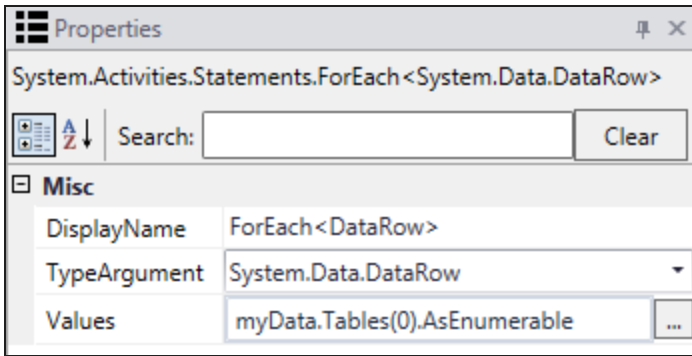 Properties
System.Activities.Statements.ForEach<System.Data.DataRow>
A Z Search: Clear
Misc
DisplayName ForEach<DataRow>
TypeArgument System.Data.DataRow
Values myData.Tables(0).AsEnumerable ...